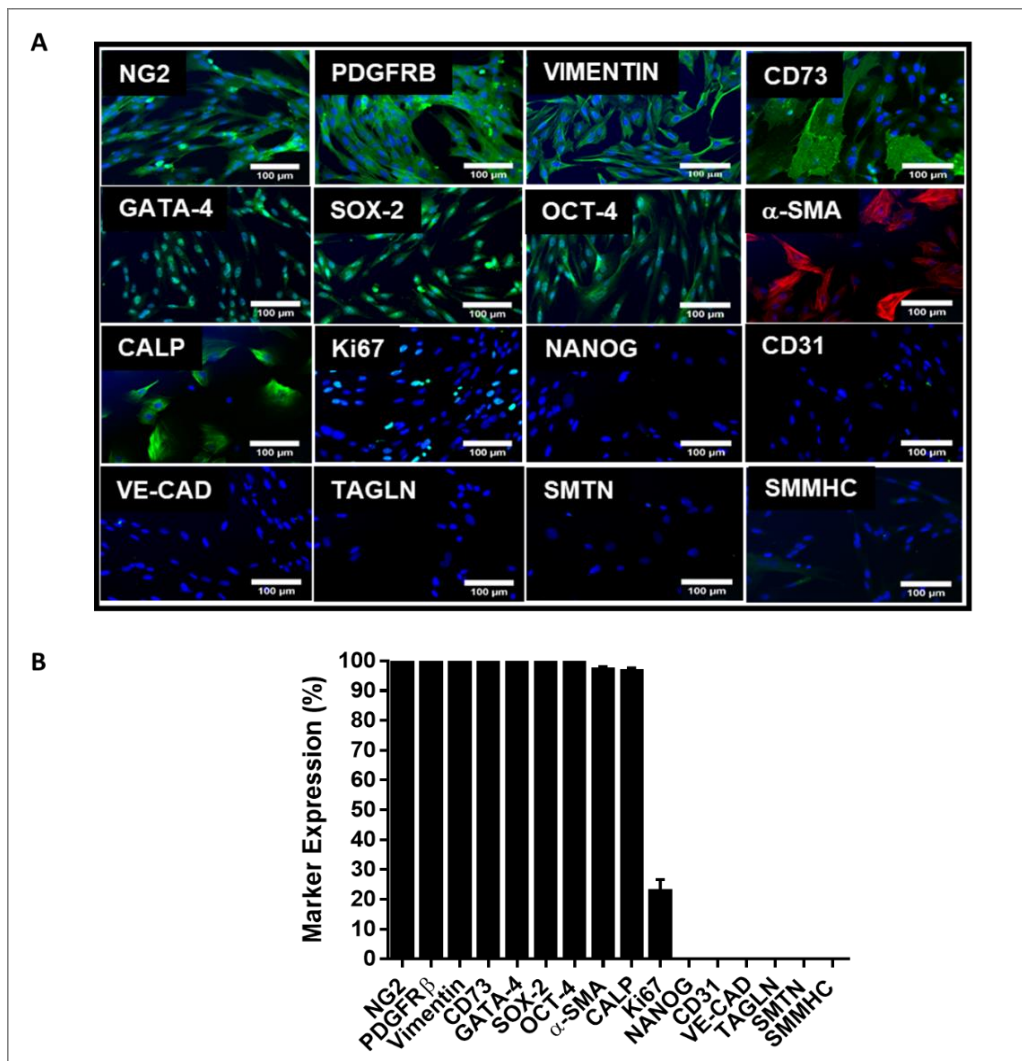 A
NG2 PDGFRB VIMENTIN CD73
100 µm 100 µm 100 µm 100 µm
GATA-4 SOX-2 OCT-4 α-SMA
100 µm 100 µm 100 µm 100 µm
CALP Ki67 NANOG CD31
100 µm 100 µm 100 µm 100 µm
VE-CAD TAGLN SMTN SMMHC
100 µm 100 µm 100 µm 100 µm
B
Marker Expression (%)
100
90
80
70
60
50
40
30
20
10
0
NG2
PDGFRβ
Vimentin
CD73
GATA-4
SOX-2
OCT-4
α-SMA
CALP
Ki67
NANOG
CD31
VE-CAD
TAGLN
SMTN
SMMHC